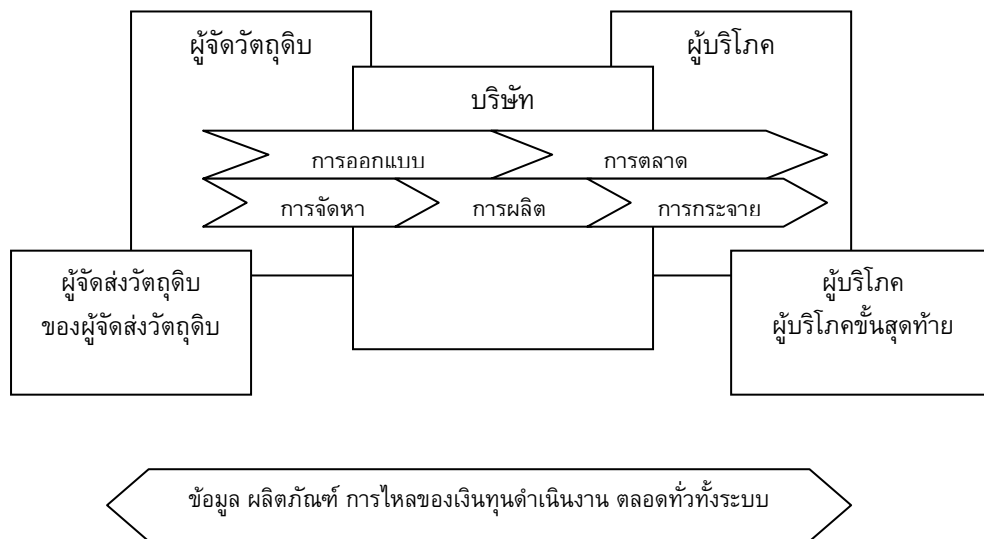 ผู้จัดวัตถุดิบ
ผู้บริโภค
บริษัท
การออกแบบ
การตลาด
การจัดหา
การผลิต
การกระจาย
ผู้จัดส่งวัตถุดิบ
ของผู้จัดส่งวัตถุดิบ
ผู้บริโภค
ผู้บริโภคขั้นสุดท้าย
ข้อมูล ผลิตภัณฑ์ การไหลของเงินทุนดำเนินงาน ตลอดทั่วทั้งระบบ